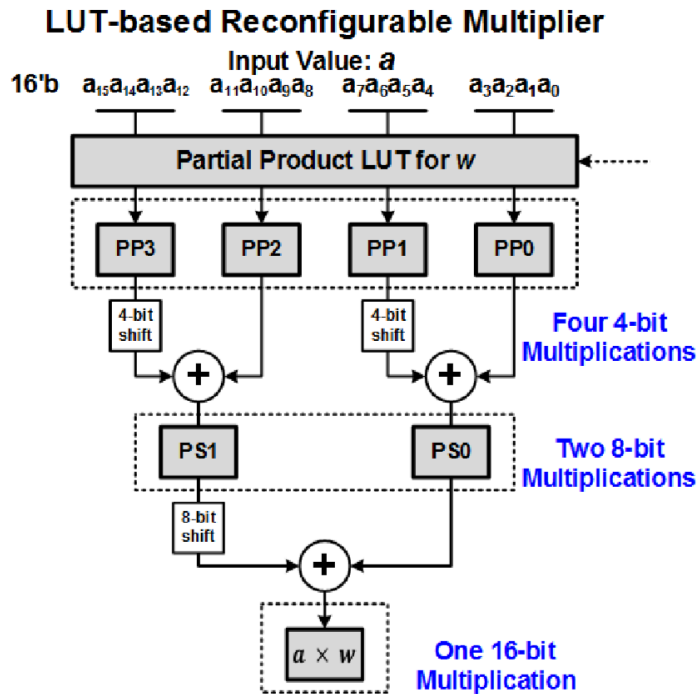 LUT-based Reconfigurable Multiplier
Input Value: a
16'b a₁₅a₁₄a₁₃a₁₂ a₁₁a₁₀a₉a₈ a₇a₆a₅a₄ a₃a₂a₁a₀
Partial Product LUT for w
PP3 PP2 PP1 PP0
4-bit
shift
4-bit
shift
Four 4-bit
Multiplications
+ +
PS1 PS0
Two 8-bit
Multiplications
8-bit
shift
+
a × w
One 16-bit
Multiplication